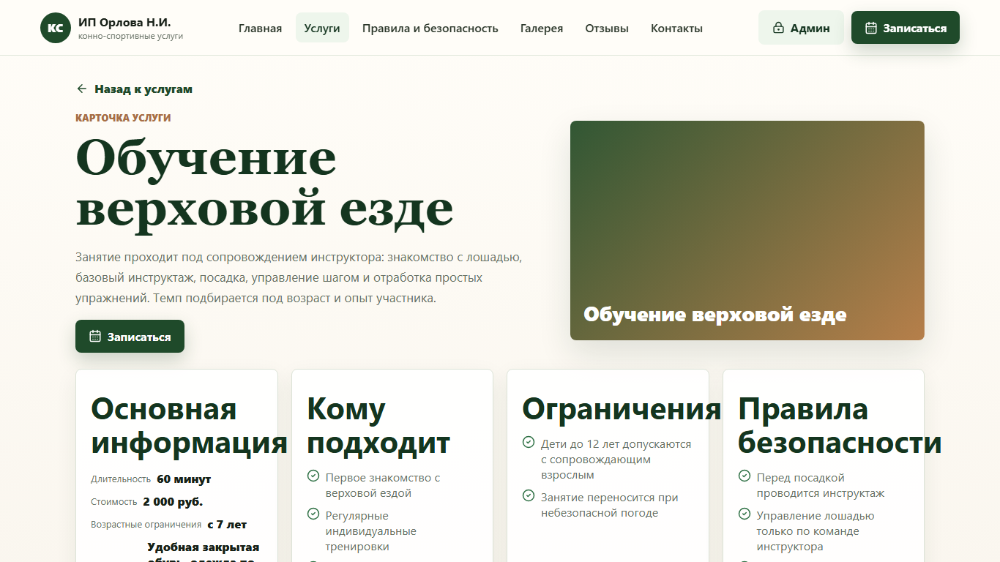 КС
ИП Орлова Н.И.
конно-спортивные услуги
Главная
Услуги
Правила и безопасность
Галерея
Отзывы
Контакты
Админ
Записаться
Назад к услугам
КАРТОЧКА УСЛУГИ
Обучение
верховой езде
Занятие проходит под сопровождением инструктора: знакомство с лошадью,
базовый инструктаж, посадка, управление шагом и отработка простых
упражнений. Темп подбирается под возраст и опыт участника.
Записаться
Обучение верховой езде
Основная
информация
Длительность 60 минут
Стоимость 2 000 руб.
Возрастные ограничения с 7 лет
Удобная закрытая
обувь, одежда по
Кому
подходит
Первое знакомство с
верховой ездой
Регулярные
индивидуальные
тренировки
Ограничения
Дети до 12 лет допускаются
с сопровождающим
взрослым
Занятие переносится при
небезопасной погоде
Правила
безопасности
Перед посадкой
проводится инструктаж
Управление лошадью
только по команде
инструктора